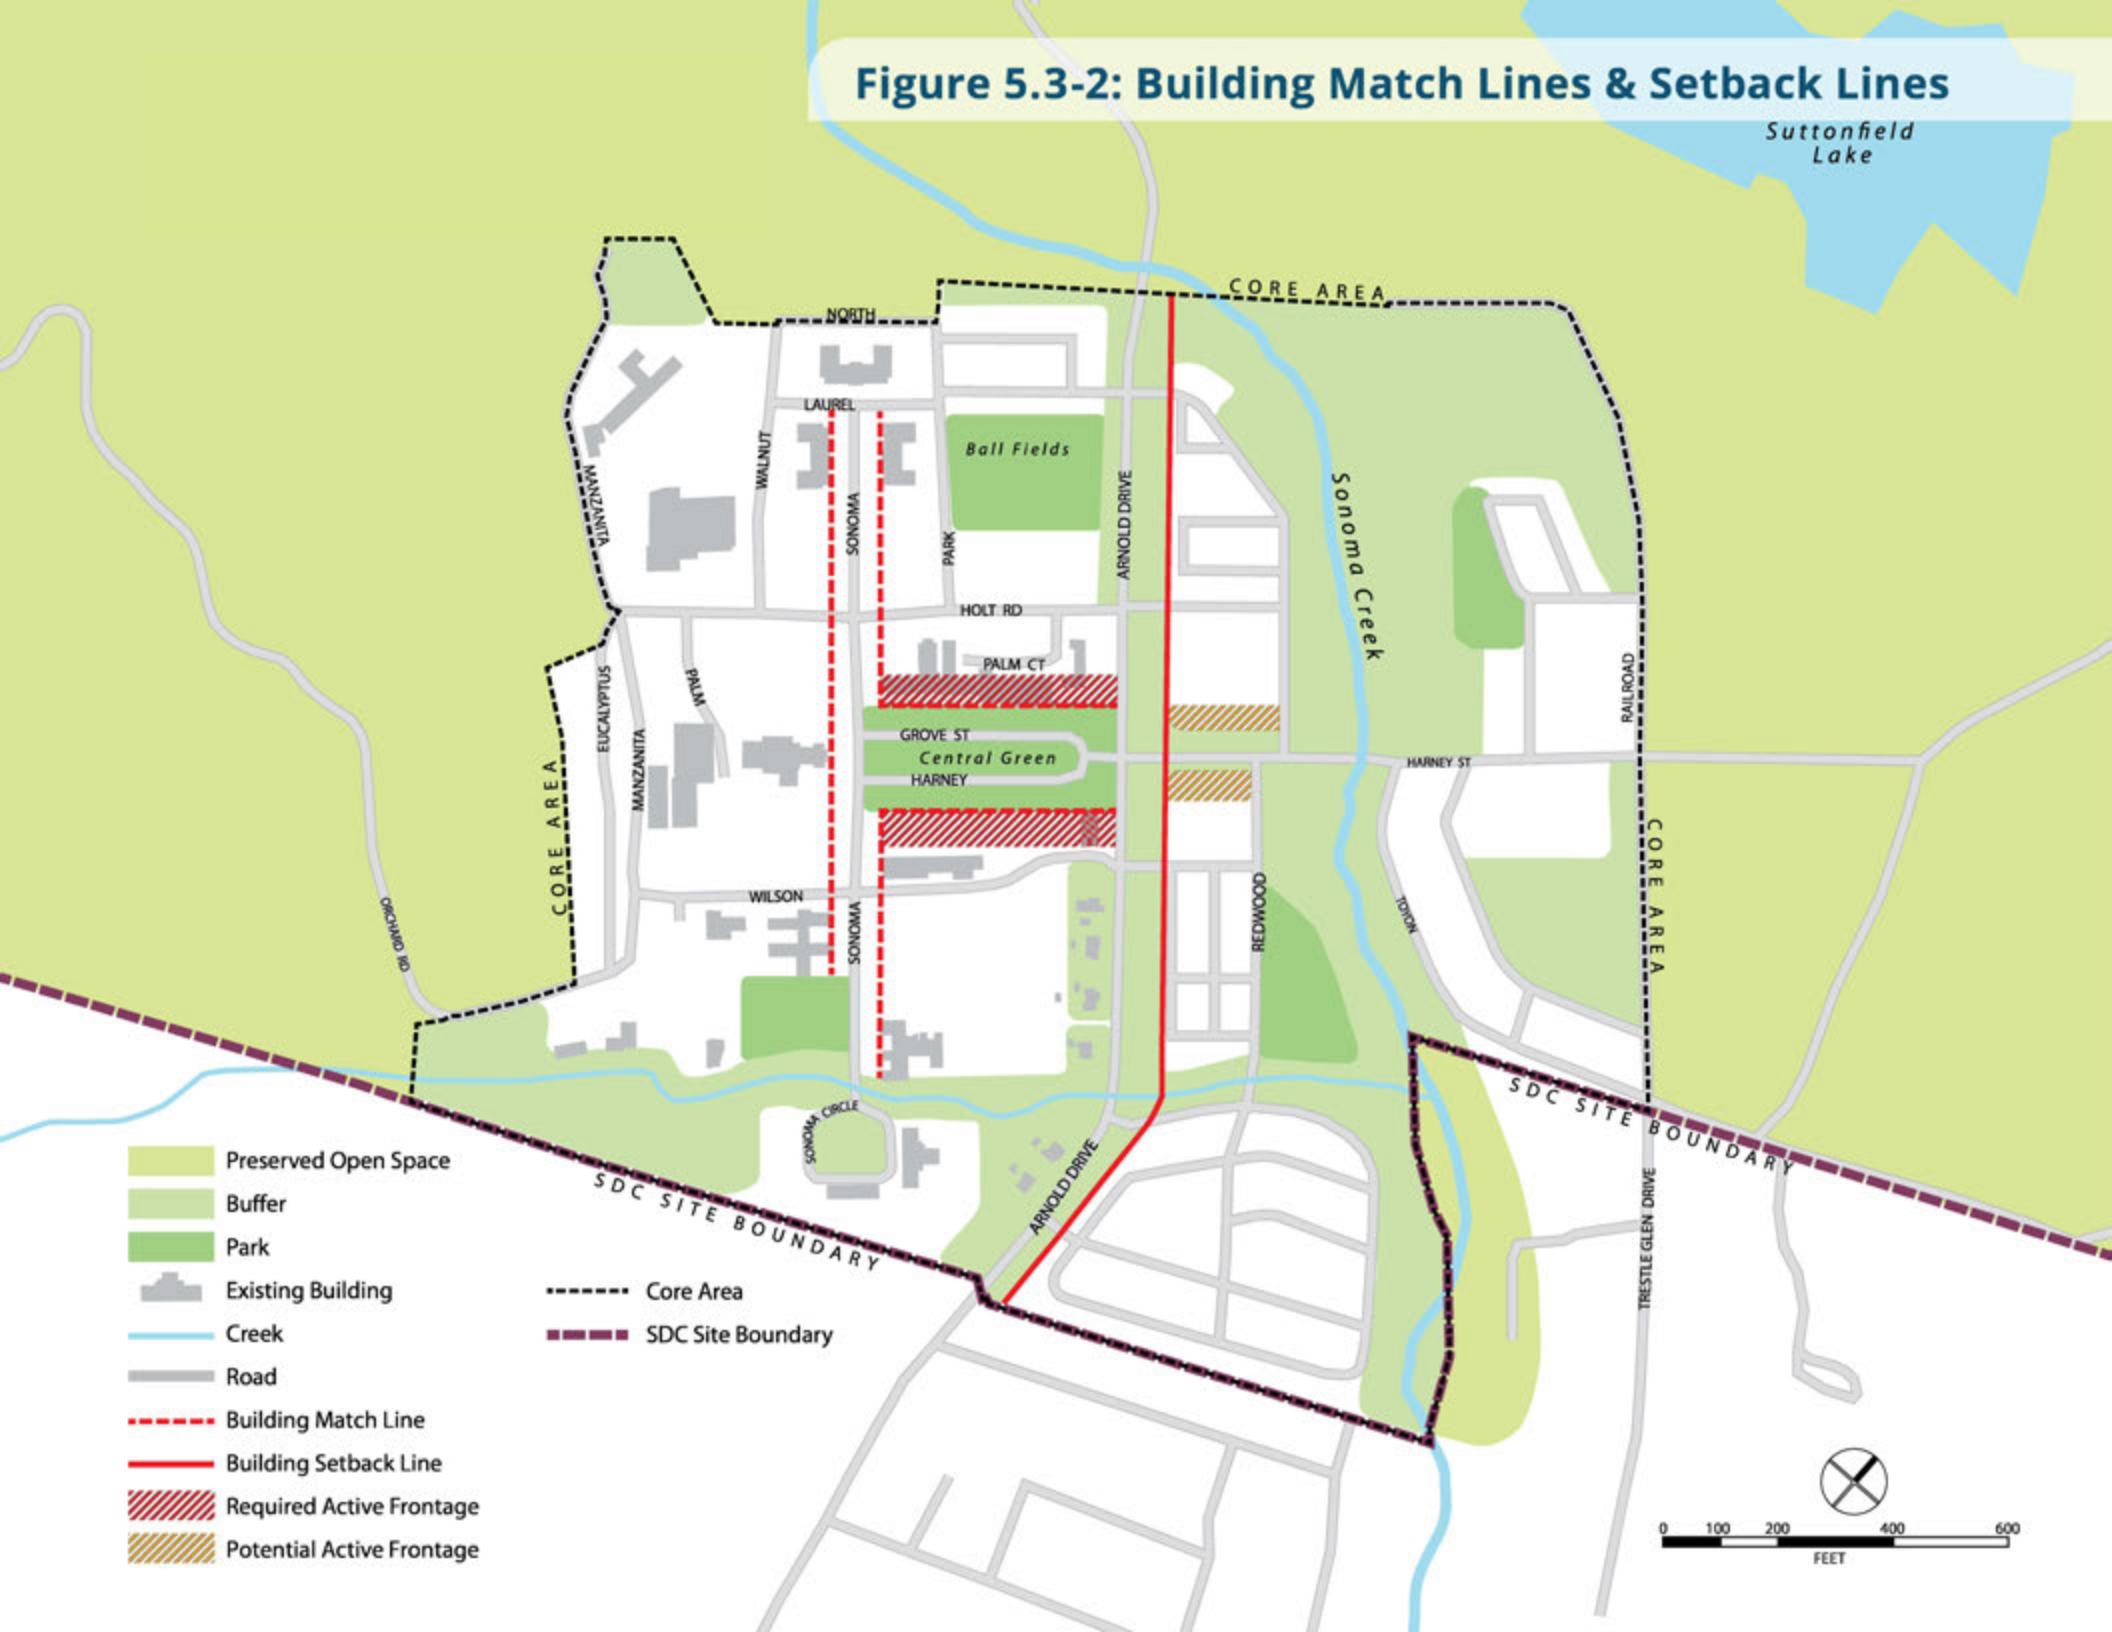 Figure 5.3-2: Building Match Lines & Setback Lines
Suttonfield
Lake
CORE AREA
NORTH
LAUREL
WALNUT
MANZANITA
SONOMA
PARK
Ball Fields
ARNOLD DRIVE
Sonoma Creek
HOLT RD
PALM CT
PALM
EUCALYPTUS
MANZANITA
RAILROAD
GROVE ST
Central Green
HARNEY
HARNEY ST
CORE AREA
CORE AREA
ORCHARD RD
WILSON
SONOMA
REDWOOD
TOYON
SDC SITE BOUNDARY
SONOMA CIRCLE
ARNOLD DRIVE
SDC SITE BOUNDARY
TRESTLE GLEN DRIVE
Preserved Open Space
Buffer
Park
Existing Building
Creek
Road
Building Match Line
Building Setback Line
Required Active Frontage
Potential Active Frontage
Core Area
SDC Site Boundary
0 100 200 400 600
FEET